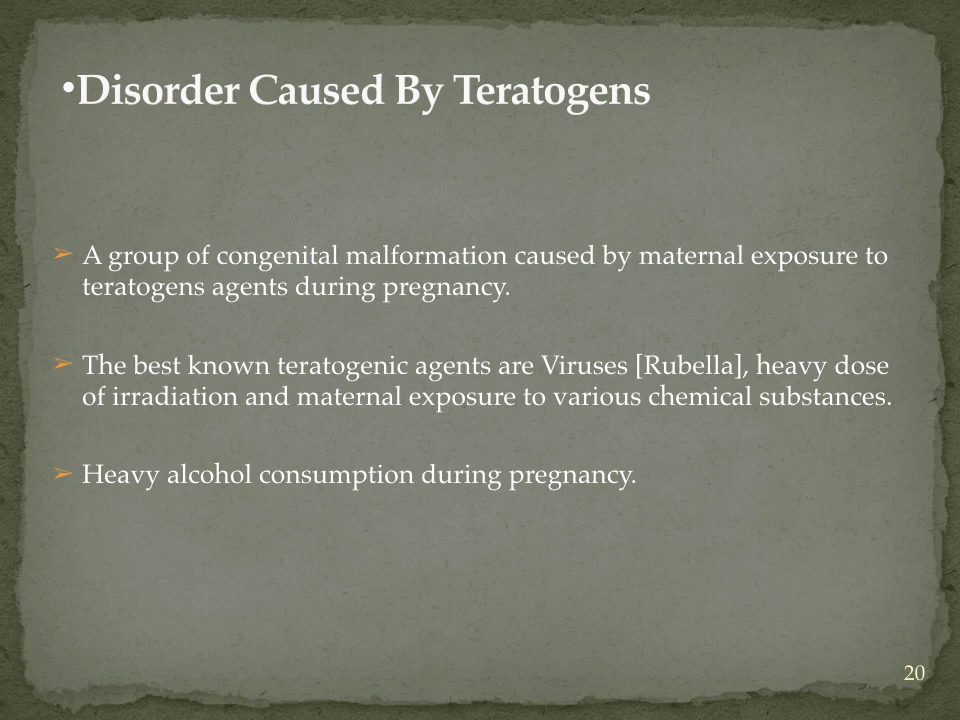 •Disorder Caused By Teratogens
➢ A group of congenital malformation caused by maternal exposure to
teratogens agents during pregnancy.
➢ The best known teratogenic agents are Viruses [Rubella], heavy dose
of irradiation and maternal exposure to various chemical substances.
➢ Heavy alcohol consumption during pregnancy.
20